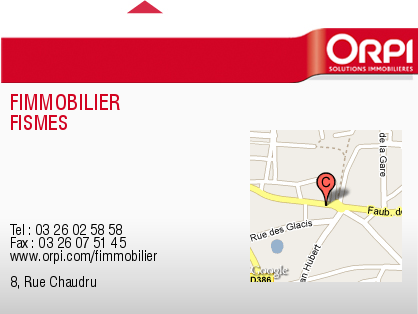 ORPI
SOLUTIONS IMMOBILIÈRES
FIMMOBILIER
FISMES
de la Gare
C
Faub. de
Rue des Glacis
an Hubert
Google
D386
Tel : 03 26 02 58 58
Fax : 03 26 07 51 45
www.orpi.com/fimmobilier
8, Rue Chaudru